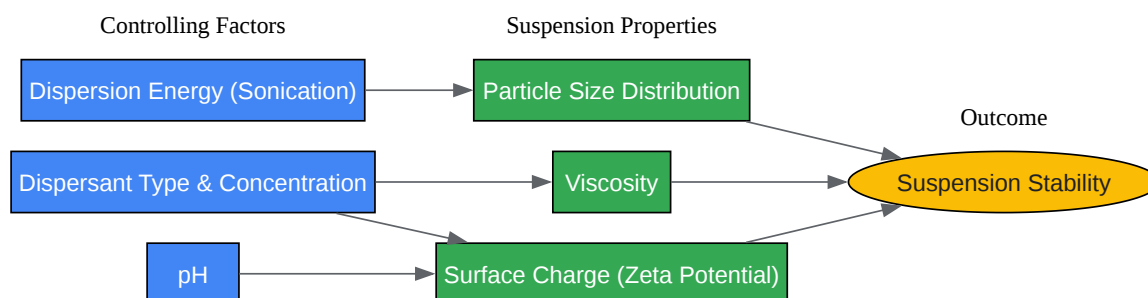 Controlling Factors
Suspension Properties
Dispersion Energy (Sonication)
Particle Size Distribution
Outcome
Dispersant Type & Concentration
Viscosity
Suspension Stability
pH
Surface Charge (Zeta Potential)